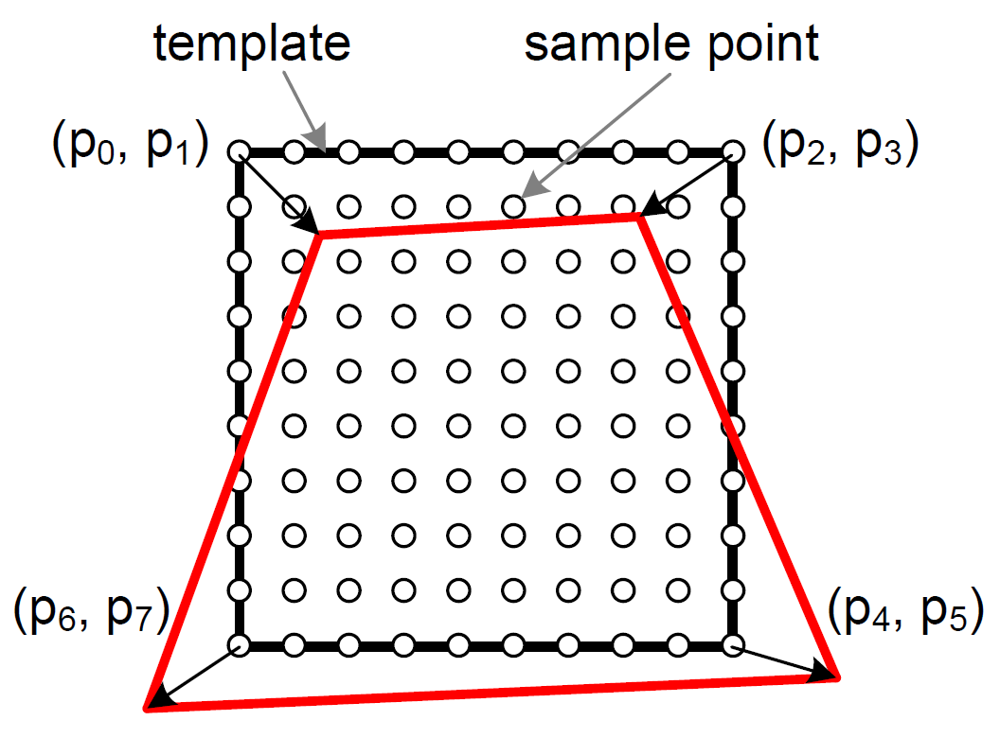 template sample point
(p₀, p₁) (p₂, p₃)
(p₆, p₇) (p₄, p₅)